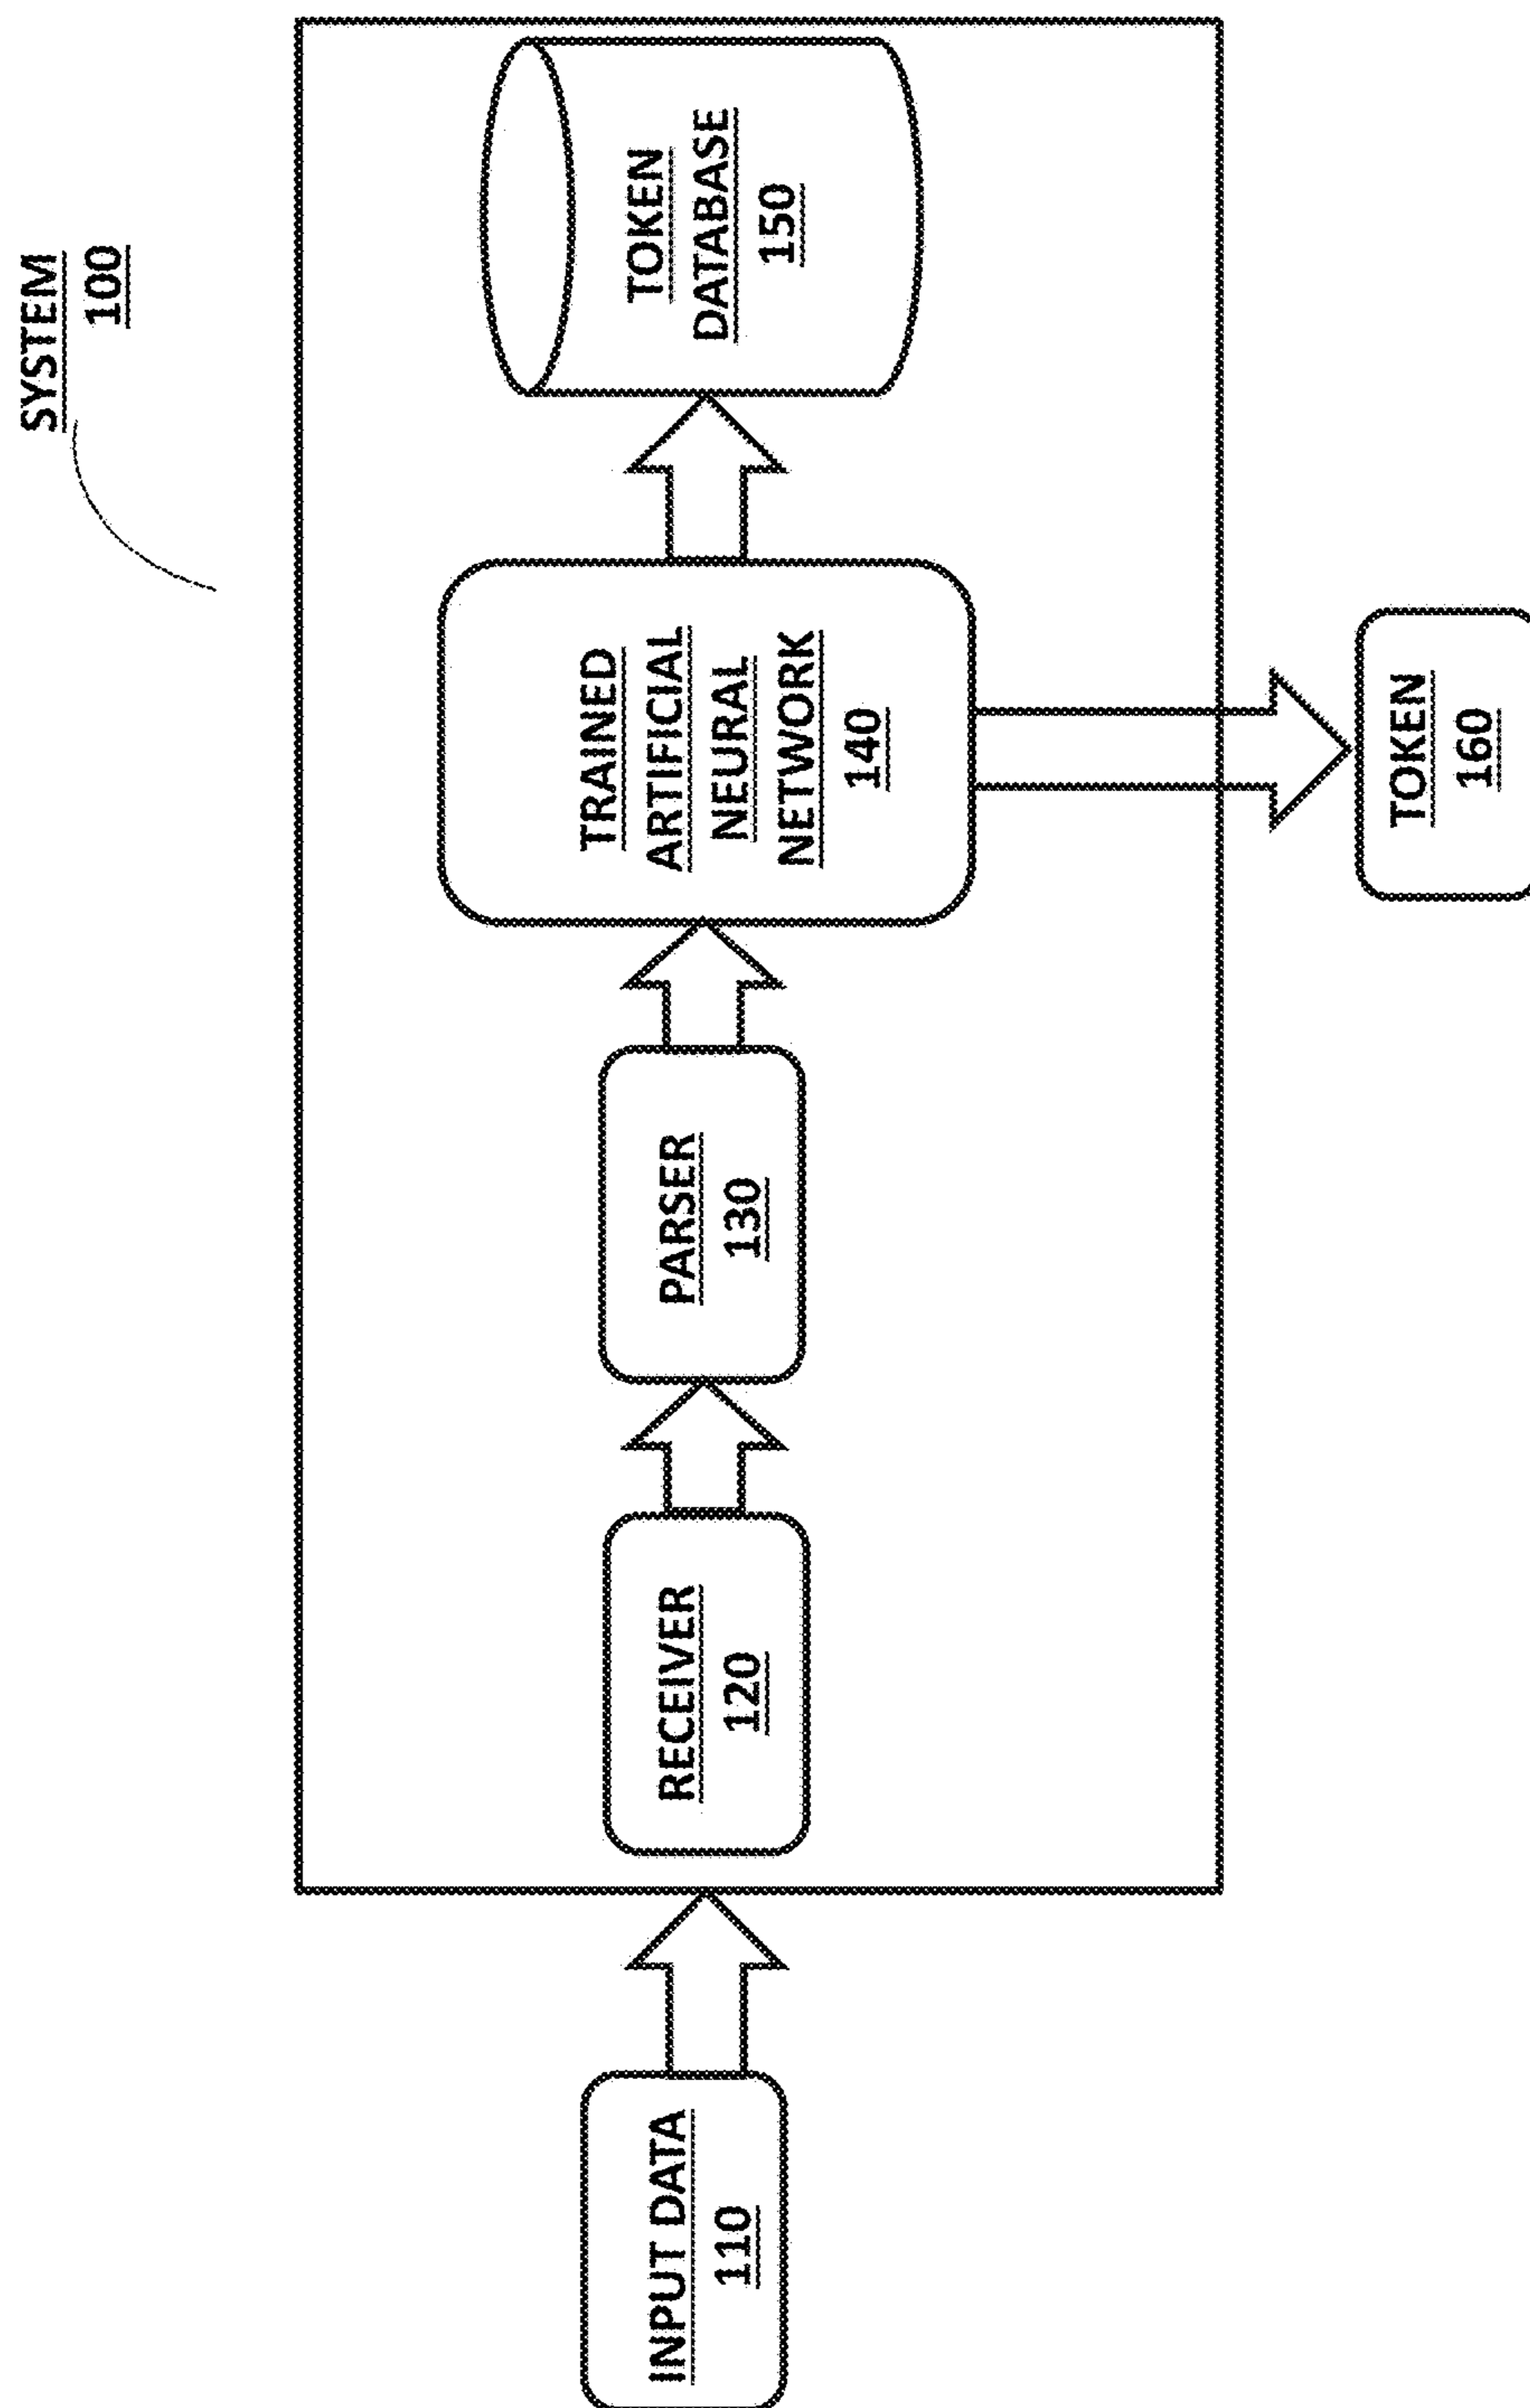 SYSTEM
100
INPUT DATA
110
RECEIVER
120
PARSER
130
TRAINED
ARTIFICIAL
NEURAL
NETWORK
140
TOKEN
DATABASE
150
TOKEN
160